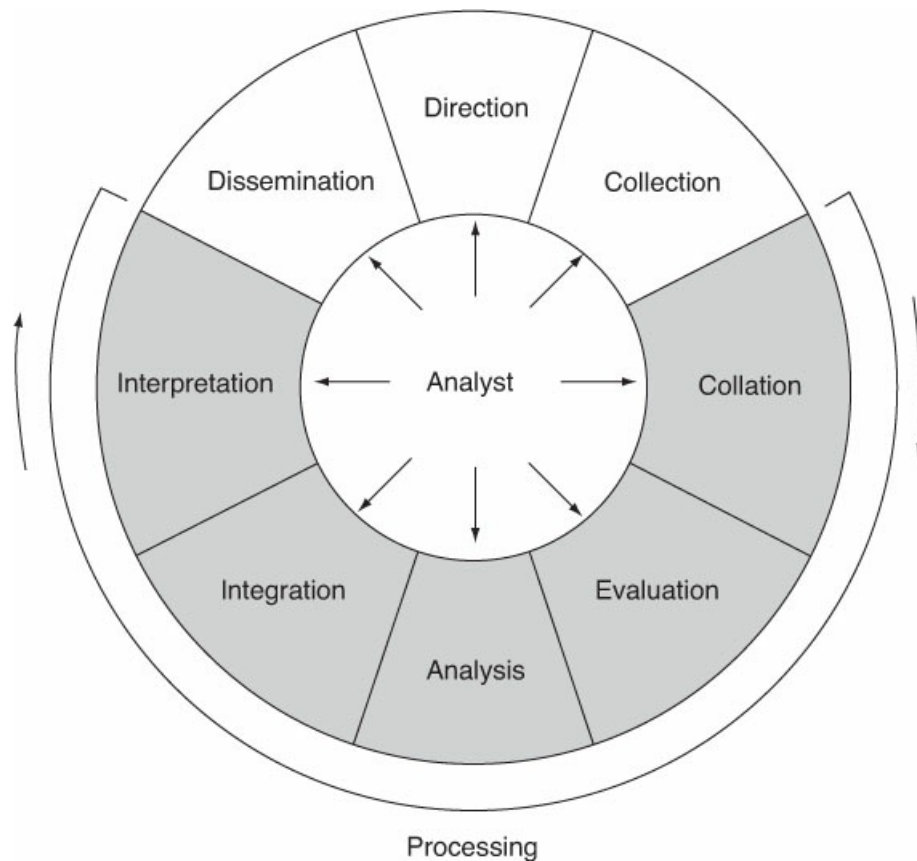 Direction
Dissemination
Collection
Interpretation
Analyst
Collation
Integration
Evaluation
Analysis
Processing